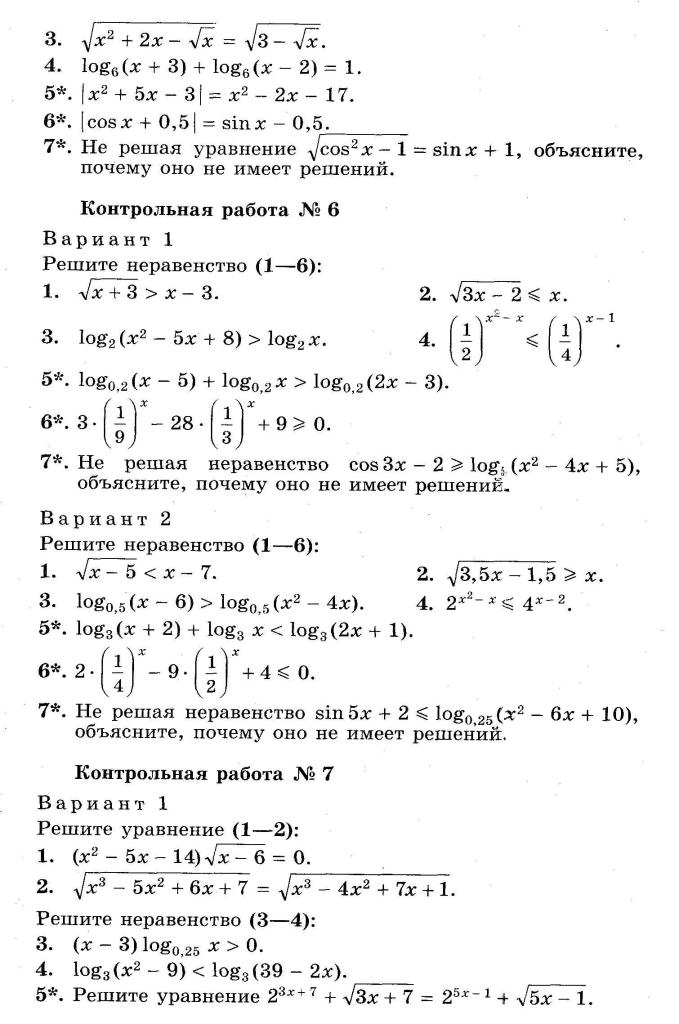 3. √(x² + 2x − √x) = √(3 − √x).
4. log₆(x + 3) + log₆(x − 2) = 1.
5*. |x² + 5x − 3| = x² − 2x − 17.
6*. |cos x + 0,5| = sin x − 0,5.
7*. Не решая уравнение √(cos² x − 1) = sin x + 1, объясните,
почему оно не имеет решений.
Контрольная работа № 6
Вариант 1
Решите неравенство (1—6):
1. √(x + 3) > x − 3. 2. √(3x − 2) ⩽ x.
3. log₂(x² − 5x + 8) > log₂ x. 4. (1/2)^(x² − x) ⩽ (1/4)^(x − 1).
5*. log₀,₂(x − 5) + log₀,₂ x > log₀,₂(2x − 3).
6*. 3 · (1/9)^x − 28 · (1/3)^x + 9 ⩾ 0.
7*. Не решая неравенство cos 3x − 2 ⩾ log₅ (x² − 4x + 5),
объясните, почему оно не имеет решений.
Вариант 2
Решите неравенство (1—6):
1. √(x − 5) < x − 7. 2. √(3,5x − 1,5) ⩾ x.
3. log₀,₅(x − 6) > log₀,₅(x² − 4x). 4. 2^(x² − x) ⩽ 4^(x − 2).
5*. log₃(x + 2) + log₃ x < log₃(2x + 1).
6*. 2 · (1/4)^x − 9 · (1/2)^x + 4 ⩽ 0.
7*. Не решая неравенство sin 5x + 2 ⩽ log₀,₂₅(x² − 6x + 10),
объясните, почему оно не имеет решений.
Контрольная работа № 7
Вариант 1
Решите уравнение (1—2):
1. (x² − 5x − 14)√(x − 6) = 0.
2. √(x³ − 5x² + 6x + 7) = √(x³ − 4x² + 7x + 1).
Решите неравенство (3—4):
3. (x − 3) log₀,₂₅ x > 0.
4. log₃(x² − 9) < log₃(39 − 2x).
5*. Решите уравнение 2^(3x + 7) + √(3x + 7) = 2^(5x − 1) + √(5x − 1).